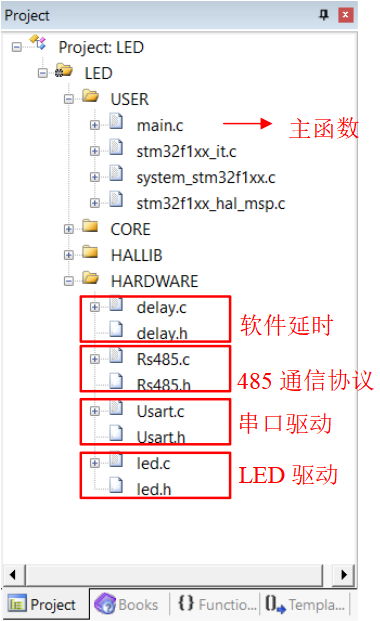 Project
Project: LED
LED
USER
main.c 主函数
stm32f1xx_it.c
system_stm32f1xx.c
stm32f1xx_hal_msp.c
CORE
HALLIB
HARDWARE
delay.c
delay.h
软件延时
Rs485.c
Rs485.h
485 通信协议
Usart.c
Usart.h
串口驱动
led.c
led.h
LED 驱动
Project Books {} Functio... 0 Templa...